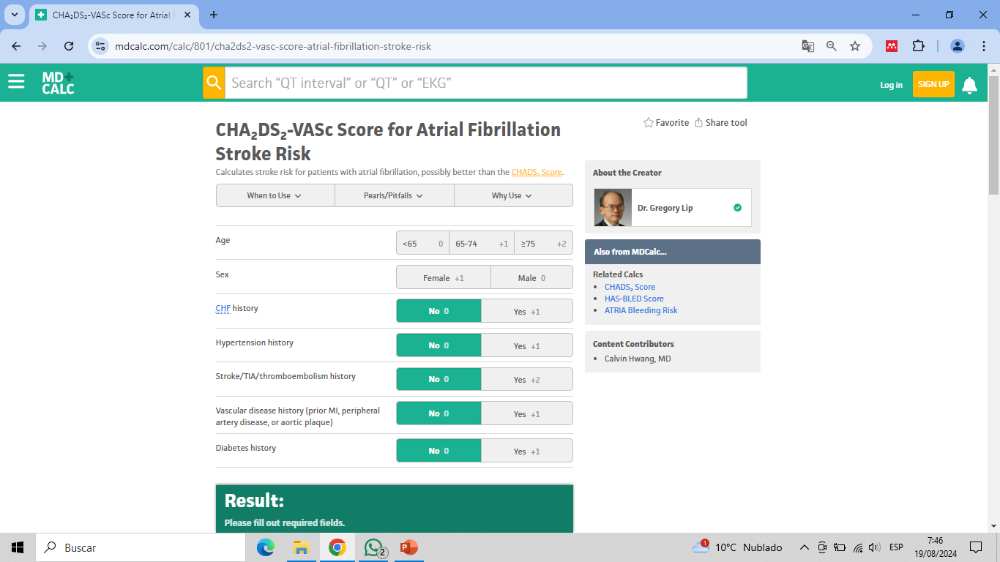 CHA₂DS₂-VASc Score for Atrial F
mdcalc.com/calc/801/cha2ds2-vasc-score-atrial-fibrillation-stroke-risk
MD+
CALC
Search “QT interval” or “QT” or “EKG”
Log in
SIGN UP
CHA₂DS₂-VASc Score for Atrial Fibrillation
Stroke Risk
Favorite Share tool
Calculates stroke risk for patients with atrial fibrillation, possibly better than the CHADS₂ Score.
When to Use Pearls/Pitfalls Why Use
Age <65 0 65-74 +1 ≥75 +2
Sex Female +1 Male 0
CHF history No 0 Yes +1
Hypertension history No 0 Yes +1
Stroke/TIA/thromboembolism history No 0 Yes +2
Vascular disease history (prior MI, peripheral
artery disease, or aortic plaque) No 0 Yes +1
Diabetes history No 0 Yes +1
Result:
Please fill out required fields.
About the Creator
Dr. Gregory Lip
Also from MDCalc...
Related Calcs
CHADS₂ Score
HAS-BLED Score
ATRIA Bleeding Risk
Content Contributors
Calvin Hwang, MD
Buscar
2
P
1
10°C Nublado
ESP
7:46
19/08/2024